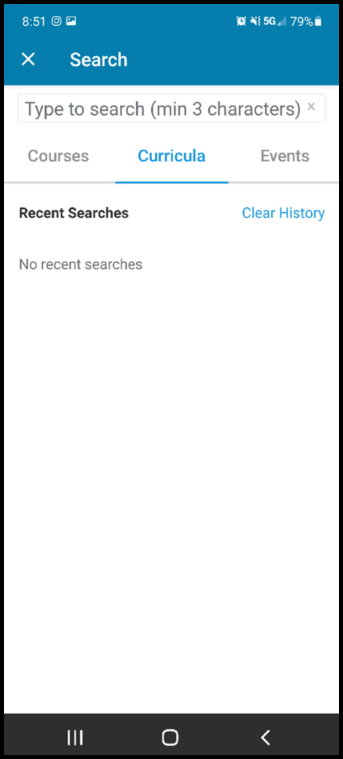 8:51 5G 79%
Search
Type to search (min 3 characters) ×
Courses Curricula Events
Recent Searches Clear History
No recent searches